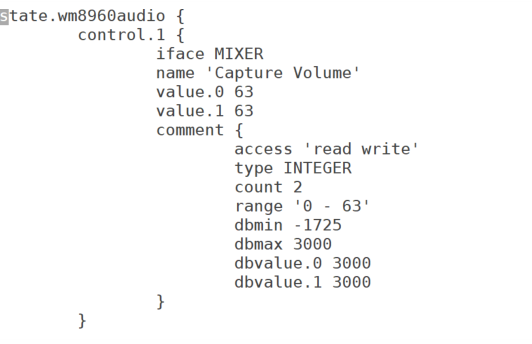 state.wm8960audio {
control.1 {
iface MIXER
name 'Capture Volume'
value.0 63
value.1 63
comment {
access 'read write'
type INTEGER
count 2
range '0 - 63'
dbmin -1725
dbmax 3000
dbvalue.0 3000
dbvalue.1 3000
}
}